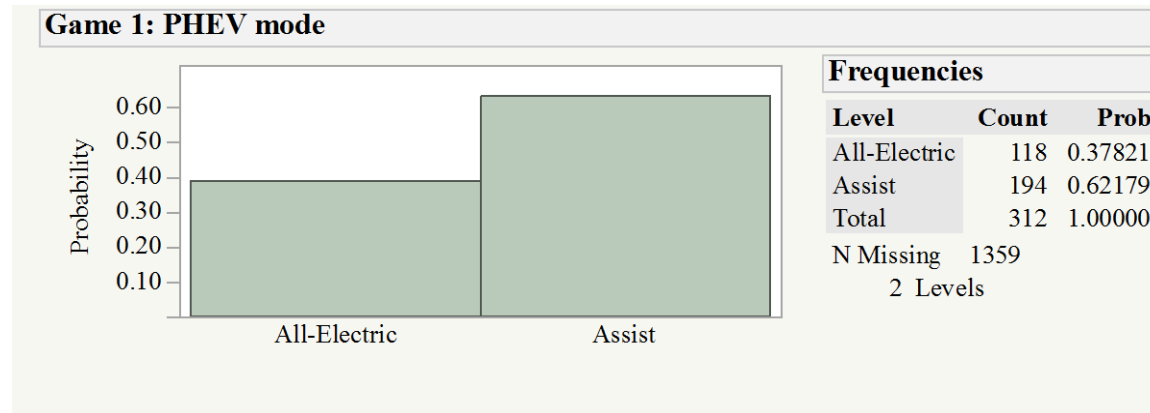 Game 1: PHEV mode
Probability
0.60
0.50
0.40
0.30
0.20
0.10
All-Electric Assist
Frequencies
Level Count Prob
All-Electric 118 0.37821
Assist 194 0.62179
Total 312 1.00000
N Missing 1359
2 Levels